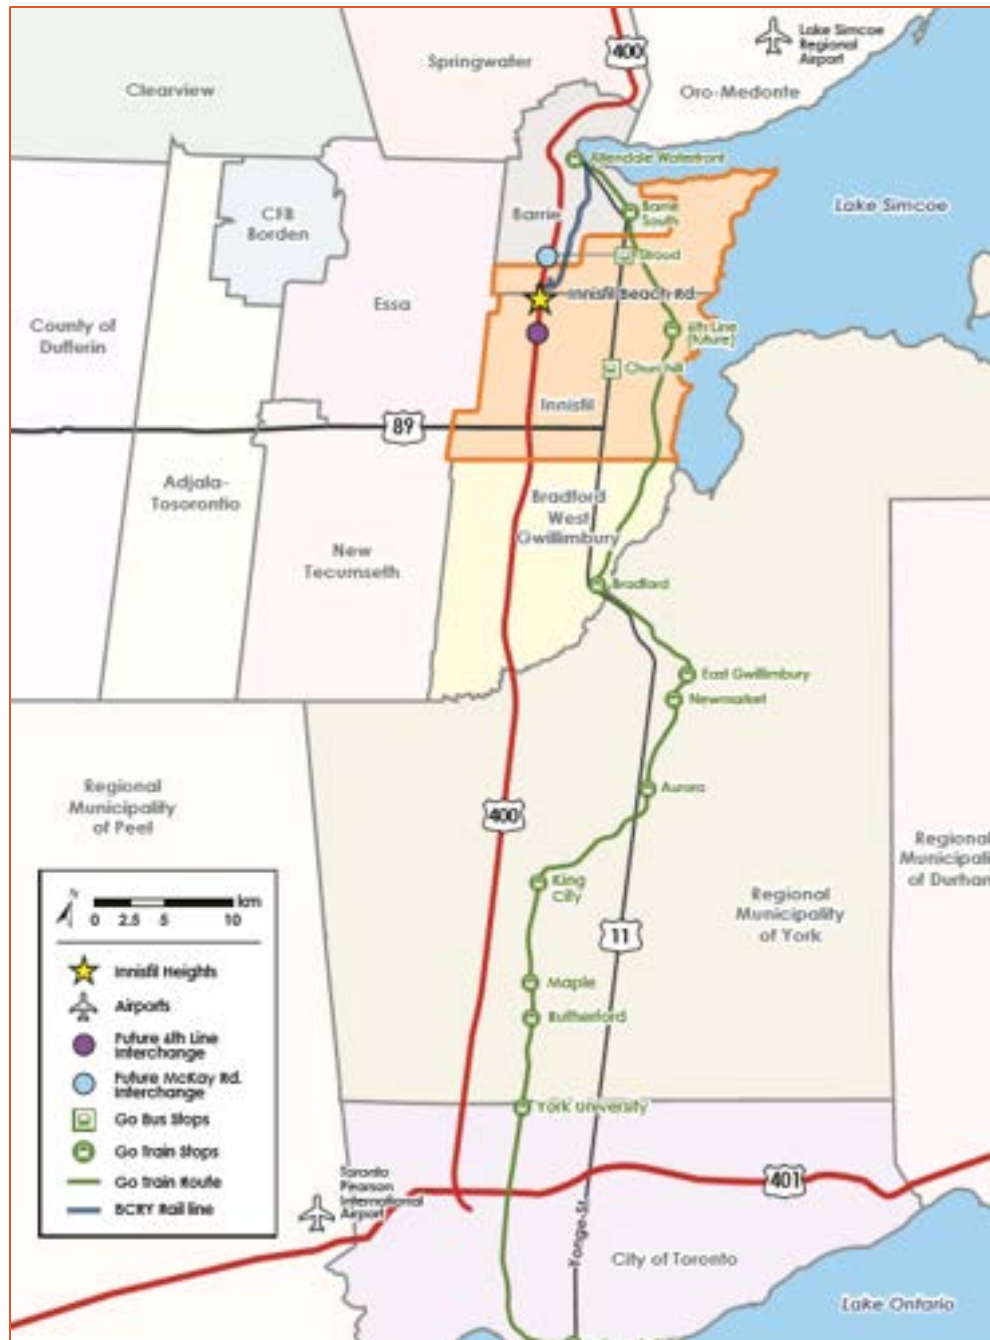 Lake Simcoe
Regional
Airport
400
Springwater
Clearview
Oro-Medonte
Allendale Waterfront
CFB
Borden
Barrie
Barrie
South
Lake Simcoe
Stroud
Essa
Innisfil Beach Rd.
County of
Dufferin
6th Line
(future)
Churchill
Innisfil
89
Adjala-
Tosorontio
Bradford
West
Gwillimbury
New
Tecumseth
Bradford
East Gwillimbury
Newmarket
Regional
Municipality
of Peel
Aurora
400
Regional
Municipali
of Durhan
King
City
Regional
Municipality
of York
11
N
km
0 2.5 5 10
Innisfil Heights
Airports
Future 6th Line
Interchange
Future McKay Rd.
Interchange
Go Bus Stops
Go Train Stops
Go Train Route
BCRY Rail line
Maple
Rutherford
York University
Toronto
Pearson
International
Airport
401
Yonge St
City of Toronto
Lake Ontario